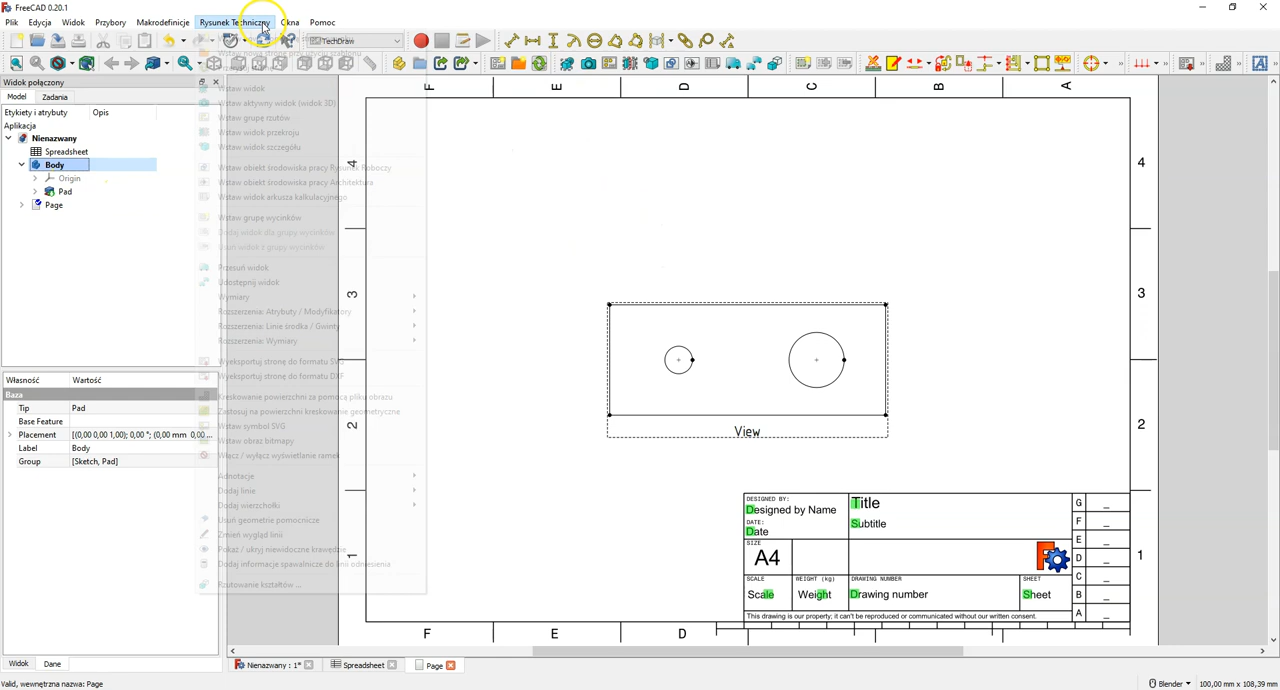 FreeCAD 0.20.1
Plik Edycja Widok Przybory Makrodefinicje Rysunek Techniczny Okna Pomoc
TechDraw
Widok połączony
Model Zadania
Etykiety i atrybuty Opis
Aplikacja
Nienazwany
Spreadsheet
Body
Origin
Pad
Page
Własność Wartość
Baza
Tip Pad
Base Feature
Placement [(0,00 0,00 1,00); 0,00 °; (0,00 mm 0,00 ...
Label Body
Group [Sketch, Pad]
Widok Dane
Wstaw widok
Wstaw aktywny widok (widok 3D)
Wstaw grupę rzutów
Wstaw widok przekroju
Wstaw widok szczegółu
Wstaw obiekt środowiska pracy Rysunek Roboczy
Wstaw obiekt środowiska pracy Architektura
Wstaw widok arkusza kalkulacyjnego
Wstaw grupę wycinków
Dodaj widok do grupy wycinków
Usuń widok z grupy wycinków
Przesuń widok
Udostępnij widok
Wymiary
Rozszerzenia: Atrybuty / Modyfikatory
Rozszerzenia: Linie środka / Gwinty
Rozszerzenia: Wymiary
Wyeksportuj stronę do formatu SVG
Wyeksportuj stronę do formatu DXF
Kreskowanie powierzchni za pomocą pliku obrazu
Zastosuj na powierzchni kreskowanie geometryczne
Wstaw symbol SVG
Wstaw obraz bitmapy
Włącz / wyłącz wyświetlanie ramek
Adnotacje
Dodaj linie
Dodaj wierzchołki
Usuń geometrie pomocnicze
Zmień wygląd linii
Pokaż / ukryj niewidoczne krawędzie
Dodaj informacje spawalnicze do linii odniesienia
Rzutowanie kształtów ...
F E D C B A
4 4
3 3
2 2
1 1
View
DESIGNED BY:
Designed by Name
DATE:
Date
SIZE
A4
Title
Subtitle
SCALE WEIGHT (kg) DRAWING NUMBER SHEET
Scale Weight Drawing number Sheet
This drawing is our property; it can't be reproduced or communicated without our written consent.
G _
F _
E _
D _
C _
B _
A _
F E D
Nienazwany : 1* Spreadsheet Page
Valid, wewnętrzna nazwa: Page
Blender 100,00 mm x 108,39 mm